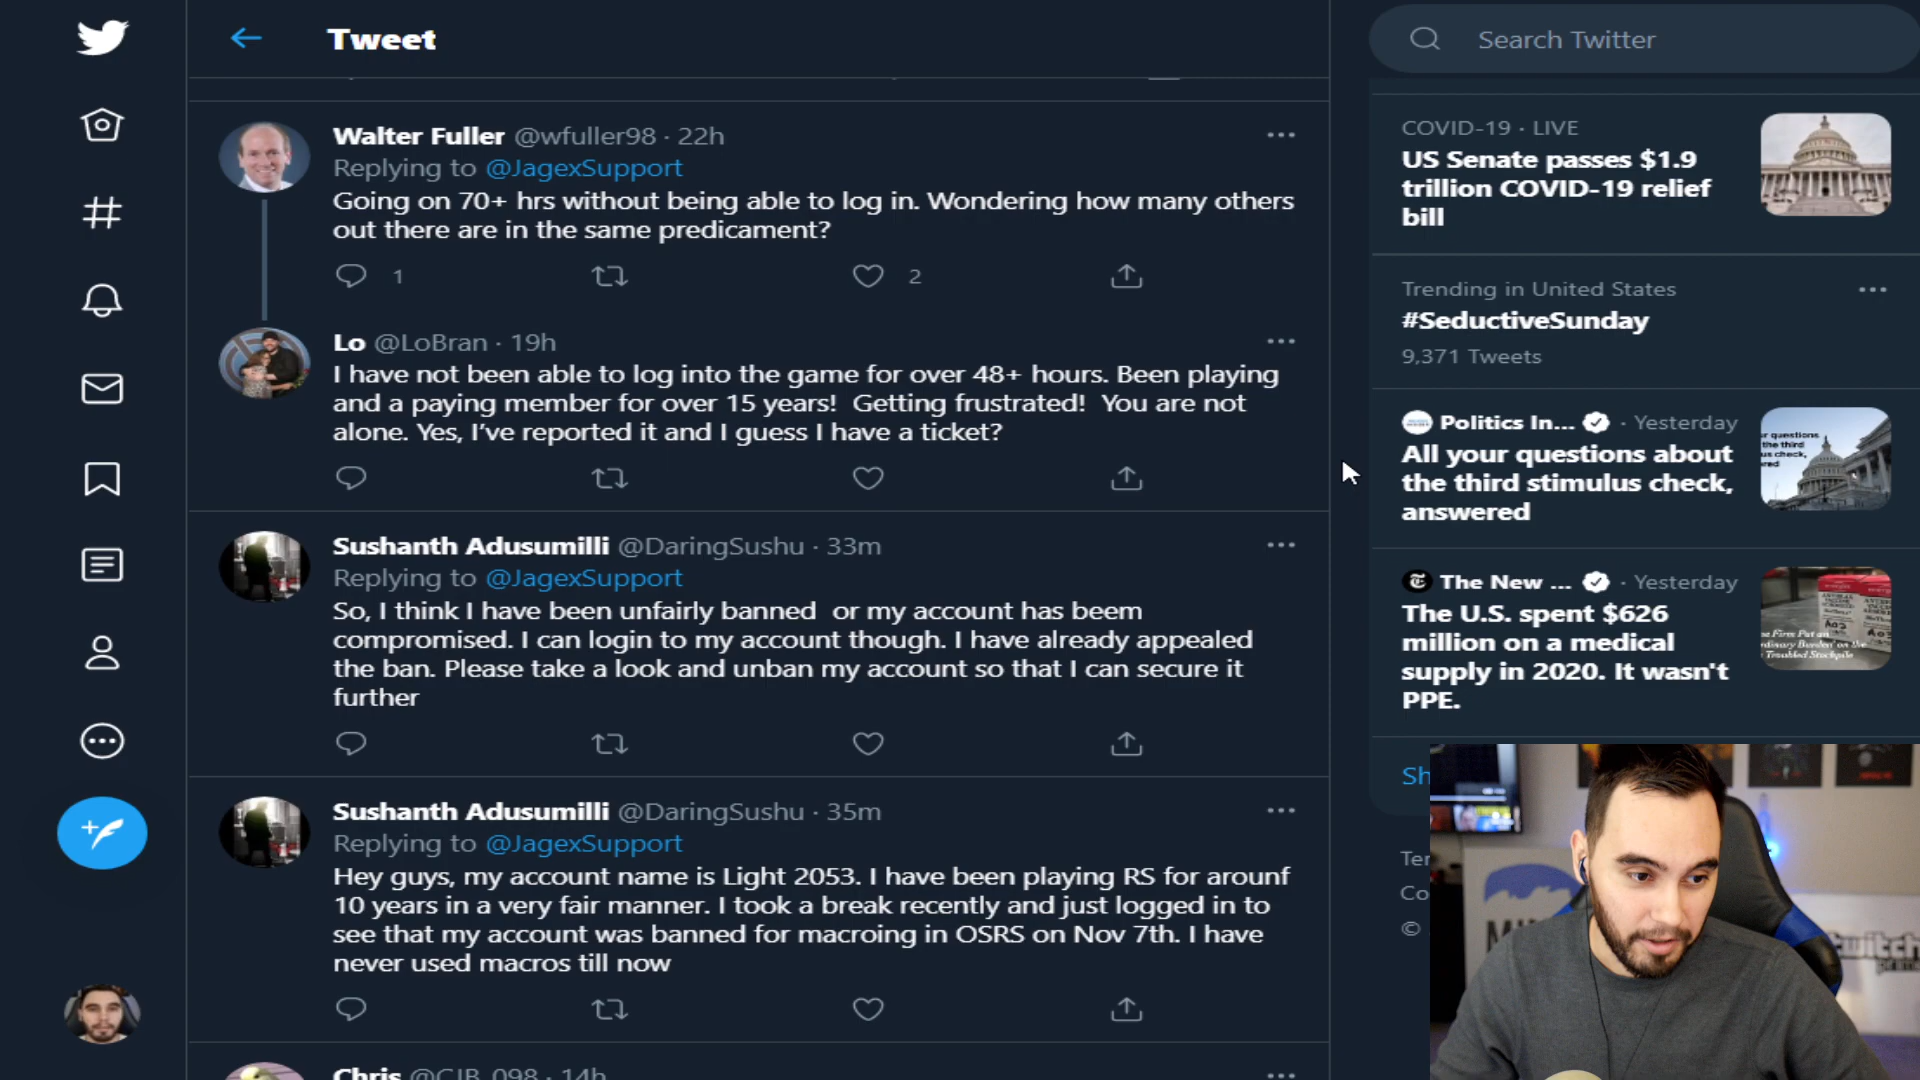 Tweet
Search Twitter
Walter Fuller @wfuller98 · 22h
Replying to @JagexSupport
Going on 70+ hrs without being able to log in. Wondering how many others
out there are in the same predicament?
1
2
Lo @LoBran · 19h
I have not been able to log into the game for over 48+ hours. Been playing
and a paying member for over 15 years!  Getting frustrated!  You are not
alone. Yes, I've reported it and I guess I have a ticket?
Sushanth Adusumilli @DaringSushu · 33m
Replying to @JagexSupport
So, I think I have been unfairly banned  or my account has beem
compromised. I can login to my account though. I have already appealed
the ban. Please take a look and unban my account so that I can secure it
further
Sushanth Adusumilli @DaringSushu · 35m
Replying to @JagexSupport
Hey guys, my account name is Light 2053. I have been playing RS for arounf
10 years in a very fair manner. I took a break recently and just logged in to
see that my account was banned for macroing in OSRS on Nov 7th. I have
never used macros till now
Chris @CJB_098 · 14h
COVID-19 · LIVE
US Senate passes $1.9
trillion COVID-19 relief
bill
Trending in United States
#SeductiveSunday
9,371 Tweets
Politics In... · Yesterday
All your questions about
the third stimulus check,
answered
The New ... · Yesterday
The U.S. spent $626
million on a medical
supply in 2020. It wasn't
PPE.
Sh
Ter
Co
©
twitch
prime